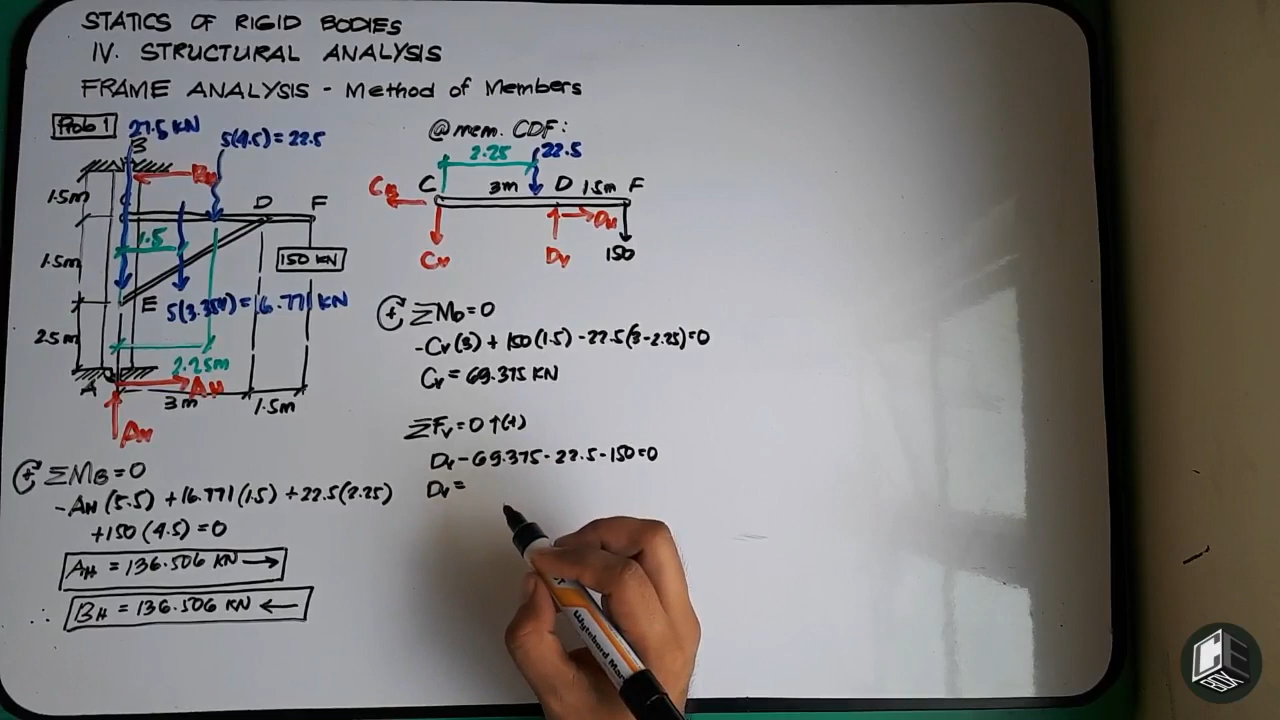 STATICS OF RIGID BODIES
IV. STRUCTURAL ANALYSIS
FRAME ANALYSIS - Method of Members
Prob 1
27.5 KN
5(4.5) = 22.5
B
1.5m
D F
1.5
1.5m
150 KN
E 5(3.354) = 16.771 KN
2.5m
2.25m
A
AH
3m
1.5m
AV
ΣMB = 0
-AH (5.5) + 16.771 (1.5) + 22.5 (2.25)
+150 (4.5) = 0
AH = 136.506 KN →
∴ BH = 136.506 KN ←
@ mem. CDF:
2.25 22.5
CH C 3m D 1.5m F
DH
CV DV 150
ΣMD = 0
-CV (3) + 150 (1.5) - 22.5 (3-2.25) = 0
CV = 69.375 KN
ΣFV = 0 ↑(+)
DV - 69.375 - 22.5 - 150 = 0
DV =
CE
BOX